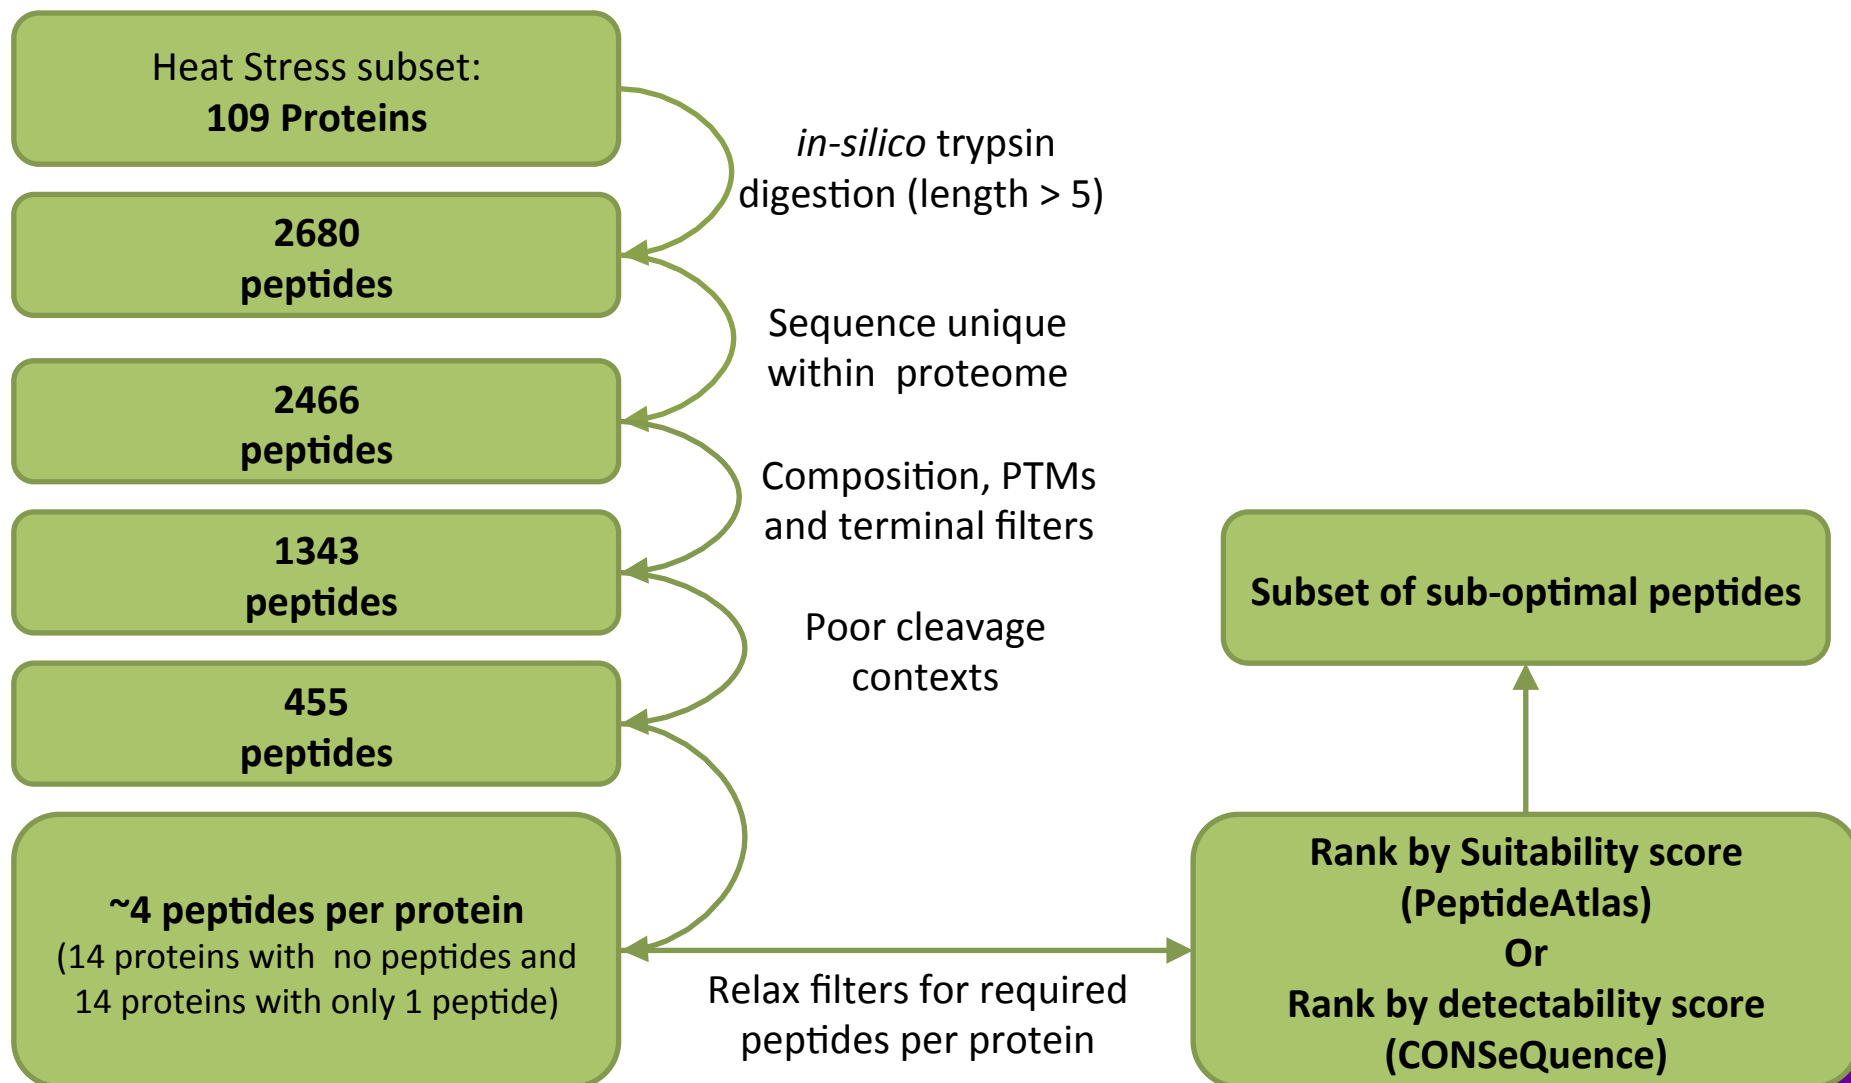 Heat Stress subset:
109 Proteins
in-silico trypsin
digestion (length > 5)
2680
peptides
Sequence unique
within  proteome
2466
peptides
Composition, PTMs
and terminal filters
1343
peptides
Poor cleavage
contexts
455
peptides
~4 peptides per protein
(14 proteins with  no peptides and
14 proteins with only 1 peptide)
Relax filters for required
peptides per protein
Rank by Suitability score
(PeptideAtlas)
Or
Rank by detectability score
(CONSeQuence)
Subset of sub-optimal peptides